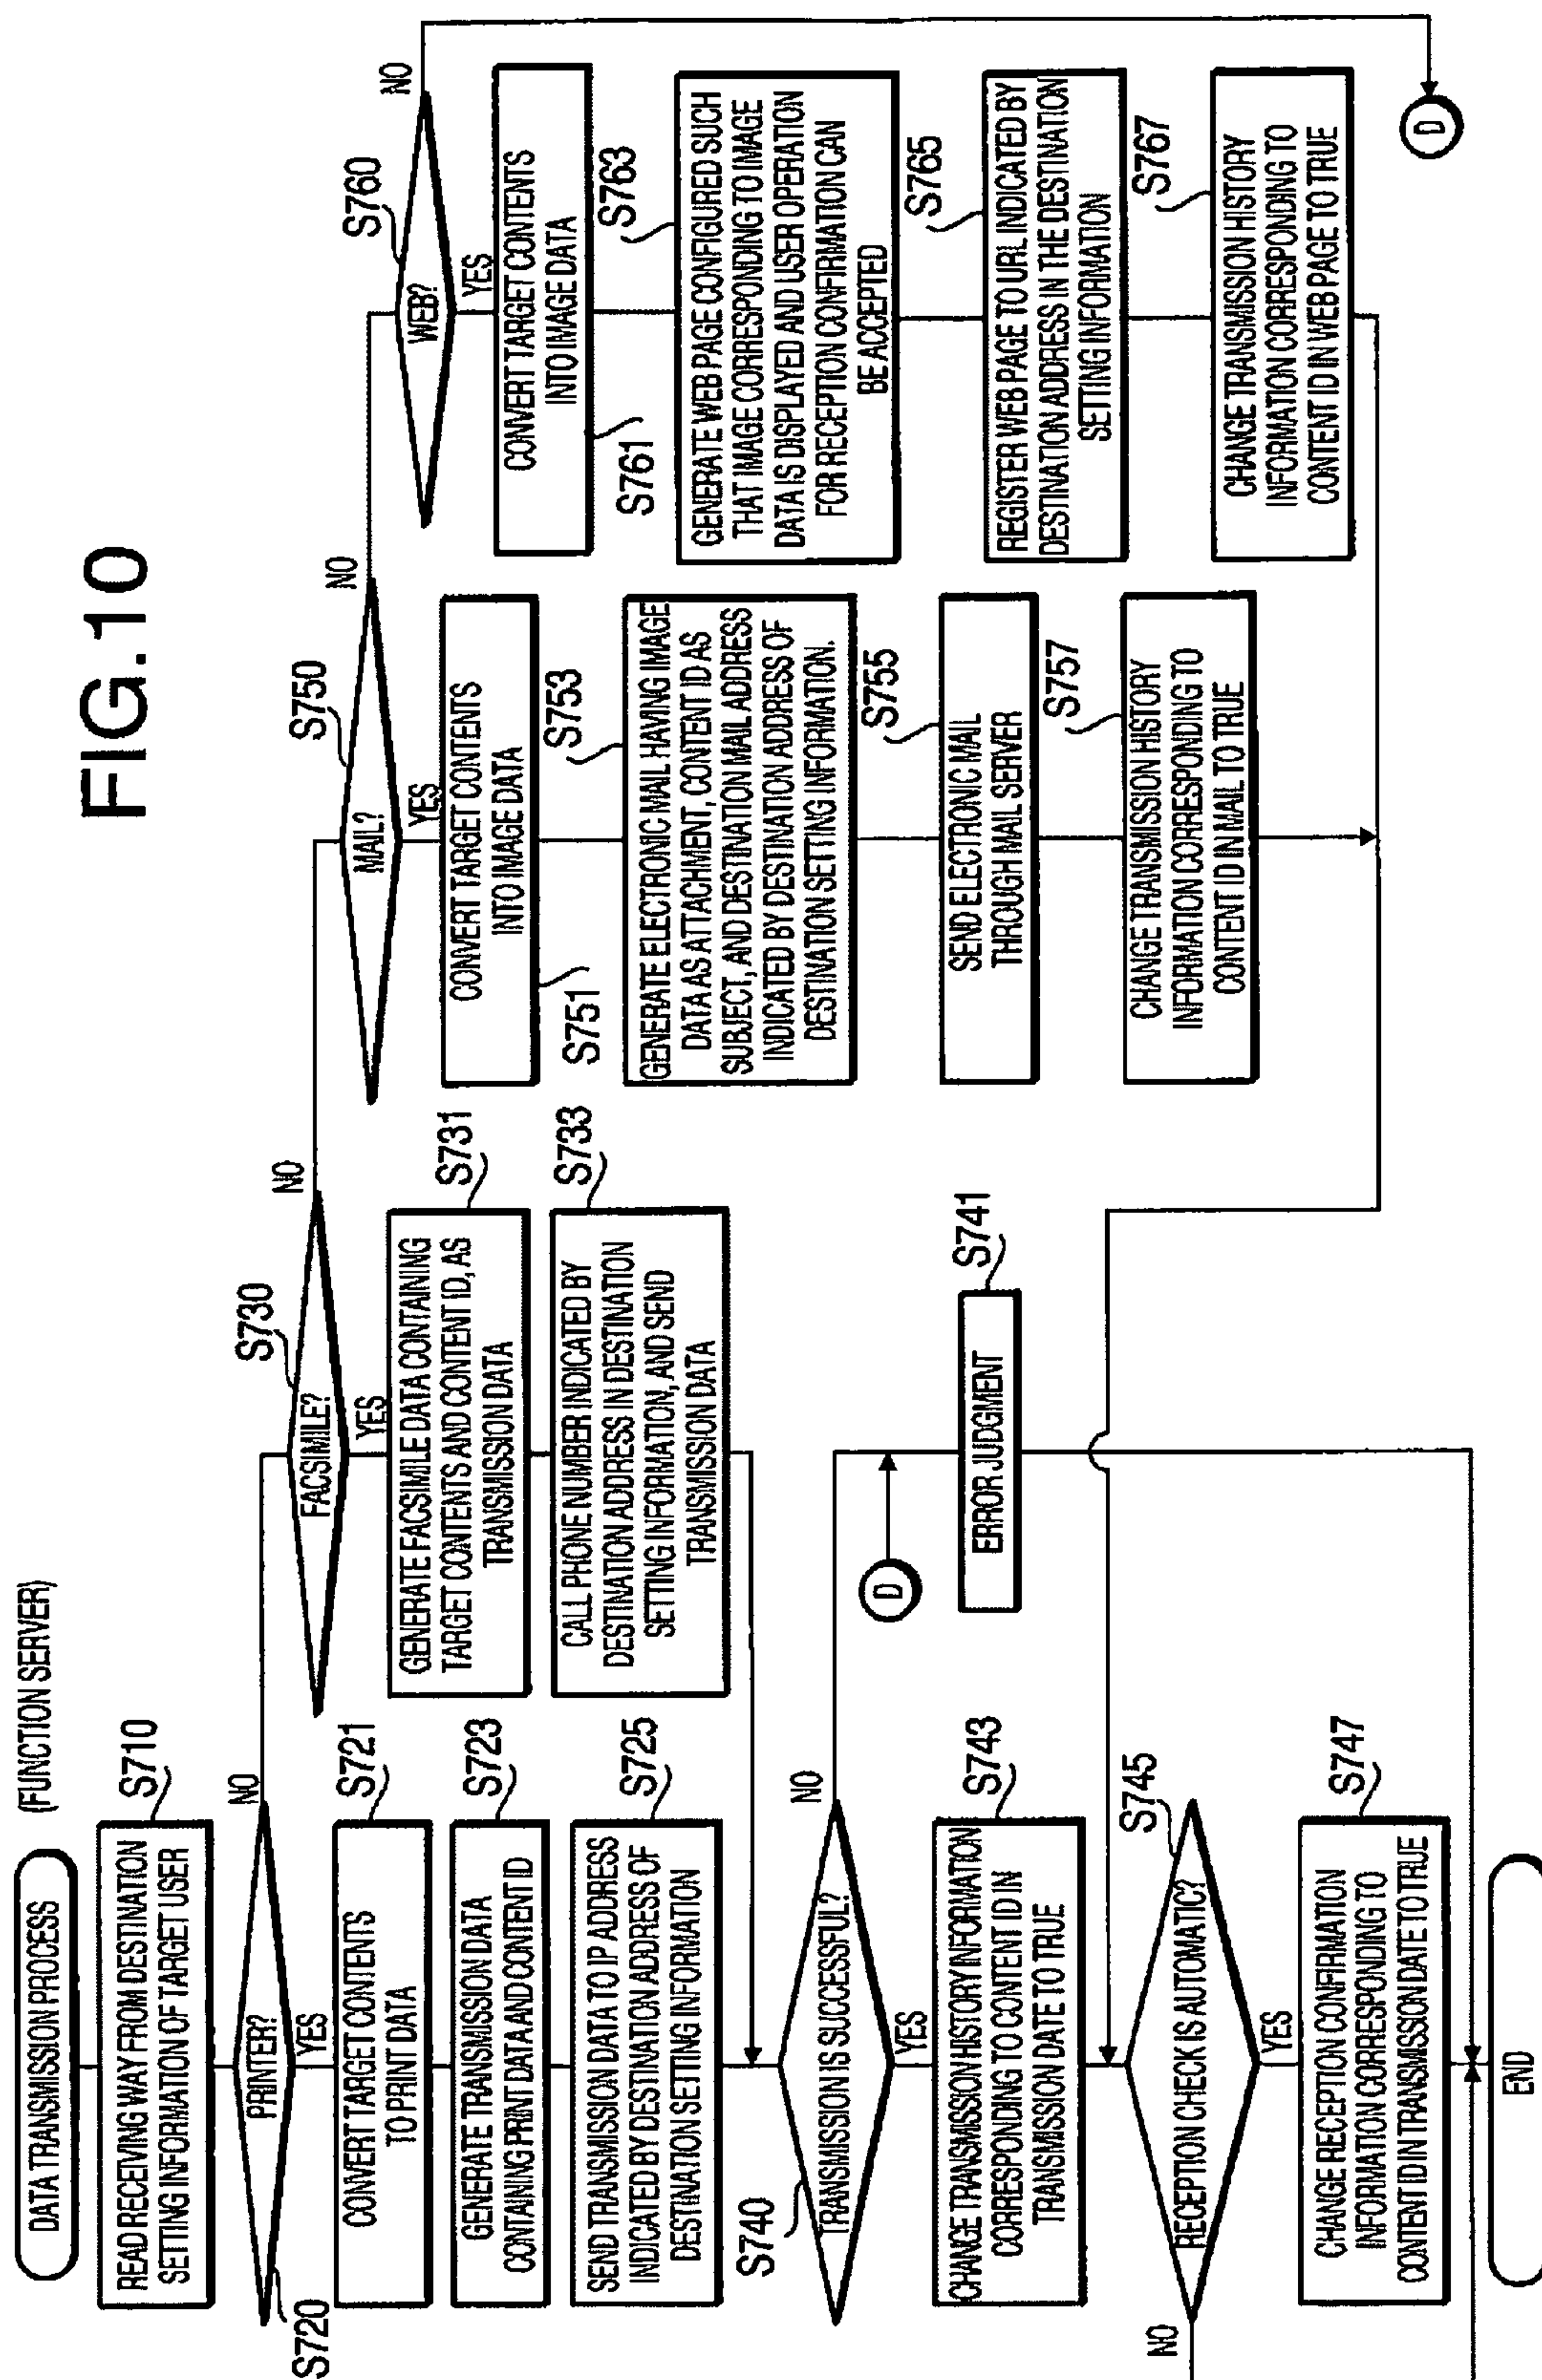 FIG.10
DATA TRANSMISSION PROCESS
(FUNCTION SERVER)
S710
READ RECEIVING WAY FROM DESTINATION
SETTING INFORMATION OF TARGET USER
S720
PRINTER?
NO
YES
S721
CONVERT TARGET CONTENTS
TO PRINT DATA
S723
GENERATE TRANSMISSION DATA
CONTAINING PRINT DATA AND CONTENT ID
S725
SEND TRANSMISSION DATA TO IP ADDRESS
INDICATED BY DESTINATION ADDRESS OF
DESTINATION SETTING INFORMATION
S730
FACSIMILE?
NO
YES
S731
GENERATE FACSIMILE DATA CONTAINING
TARGET CONTENTS AND CONTENT ID, AS
TRANSMISSION DATA
S733
CALL PHONE NUMBER INDICATED BY
DESTINATION ADDRESS IN DESTINATION
SETTING INFORMATION, AND SEND
TRANSMISSION DATA
S740
TRANSMISSION IS SUCCESSFUL?
NO
YES
D
S741
ERROR JUDGMENT
S743
CHANGE TRANSMISSION HISTORY INFORMATION
CORRESPONDING TO CONTENT ID IN
TRANSMISSION DATE TO TRUE
S745
RECEPTION CHECK IS AUTOMATIC?
NO
YES
S747
CHANGE RECEPTION CONFIRMATION
INFORMATION CORRESPONDING TO
CONTENT ID IN TRANSMISSION DATE TO TRUE
END
S750
MAIL?
NO
YES
S751
CONVERT TARGET CONTENTS
INTO IMAGE DATA
S753
GENERATE ELECTRONIC MAIL HAVING IMAGE
DATA AS ATTACHMENT, CONTENT ID AS
SUBJECT, AND DESTINATION MAIL ADDRESS
INDICATED BY DESTINATION ADDRESS OF
DESTINATION SETTING INFORMATION.
S755
SEND ELECTRONIC MAIL
THROUGH MAIL SERVER
S757
CHANGE TRANSMISSION HISTORY
INFORMATION CORRESPONDING TO
CONTENT ID IN MAIL TO TRUE
S760
WEB?
NO
YES
S761
CONVERT TARGET CONTENTS
INTO IMAGE DATA
S763
GENERATE WEB PAGE CONFIGURED SUCH
THAT IMAGE CORRESPONDING TO IMAGE
DATA IS DISPLAYED AND USER OPERATION
FOR RECEPTION CONFIRMATION CAN
BE ACCEPTED
S765
REGISTER WEB PAGE TO URL INDICATED BY
DESTINATION ADDRESS IN THE DESTINATION
SETTING INFORMATION
S767
CHANGE TRANSMISSION HISTORY
INFORMATION CORRESPONDING TO
CONTENT ID IN WEB PAGE TO TRUE
D